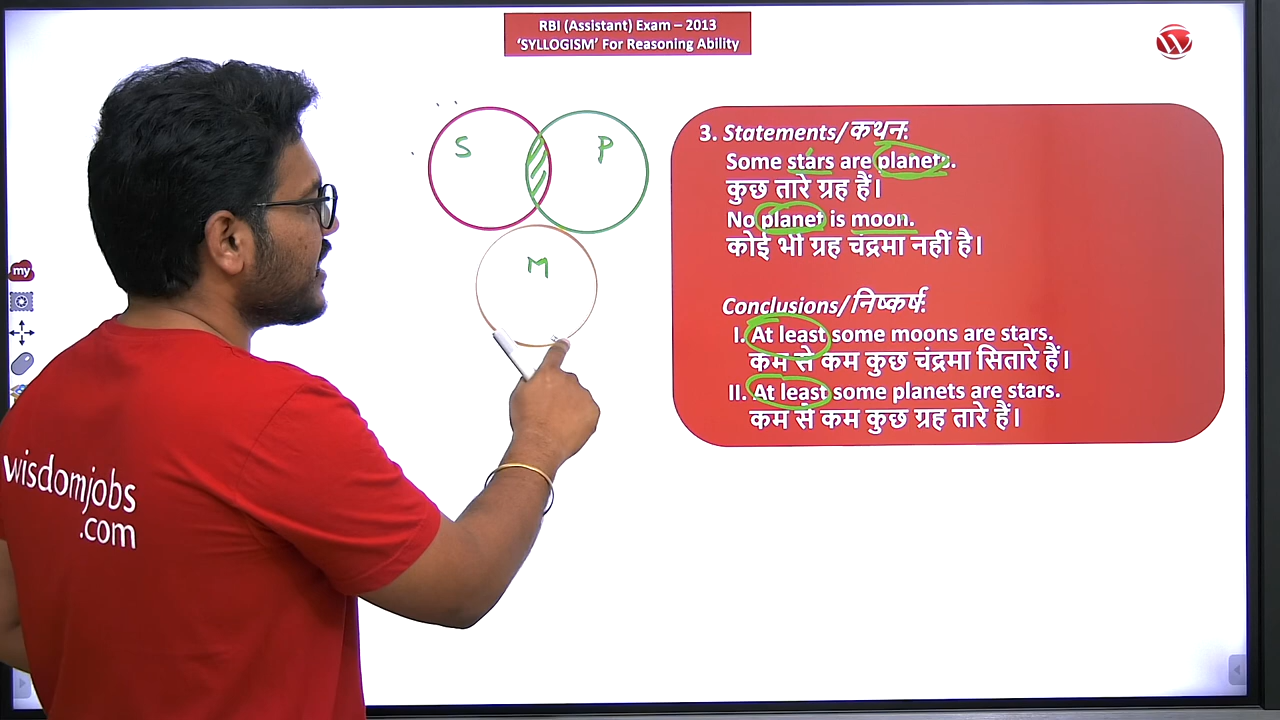 RBI (Assistant) Exam – 2013
‘SYLLOGISM’ For Reasoning Ability
W
S
P
M
3. Statements/कथन:
Some stars are planets.
कुछ तारे ग्रह हैं।
No planet is moon.
कोई भी ग्रह चंद्रमा नहीं है।
Conclusions/निष्कर्ष:
I. At least some moons are stars.
कम से कम कुछ चंद्रमा सितारे हैं।
II. At least some planets are stars.
कम से कम कुछ ग्रह तारे हैं।
my
wisdomjobs
.com